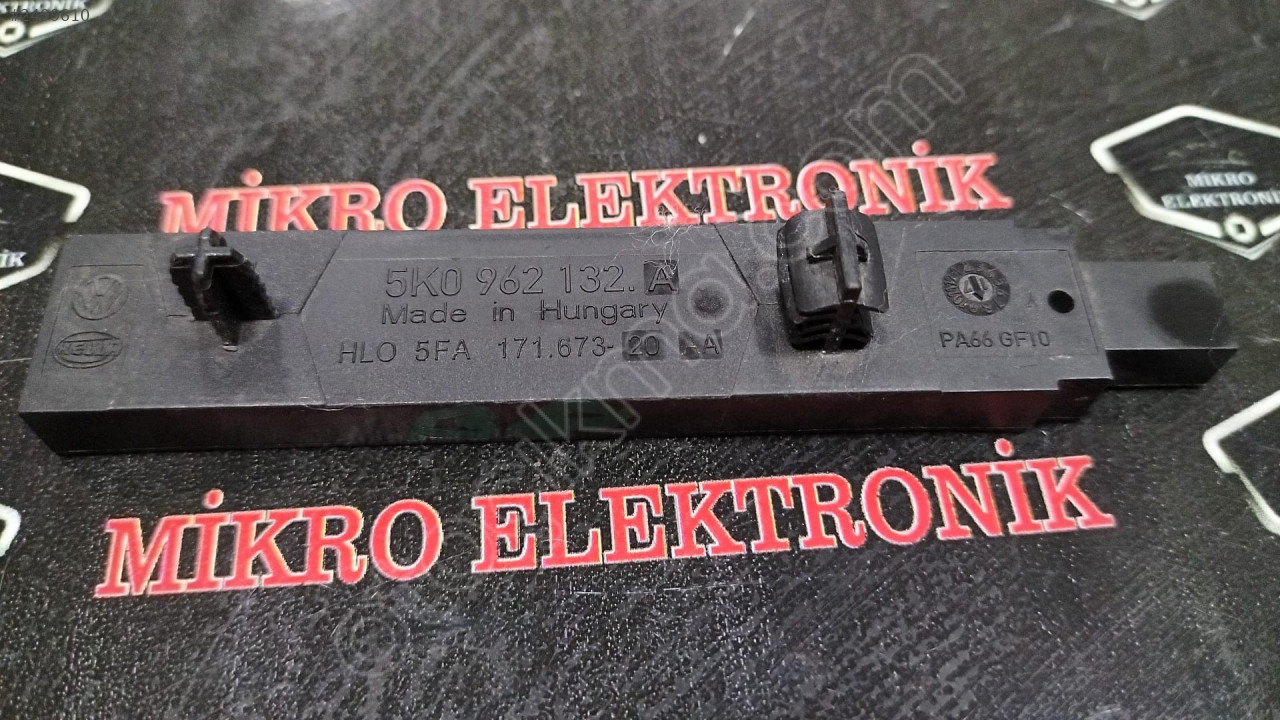 MİKRO ELEKTRONİK
MİKRO
ELEKTRONİK
5K0 962 132. A
Made in Hungary
HLO 5FA 171.673-20 -A
HELLA
PA66 GF10
MİKRO ELEKTRONİK